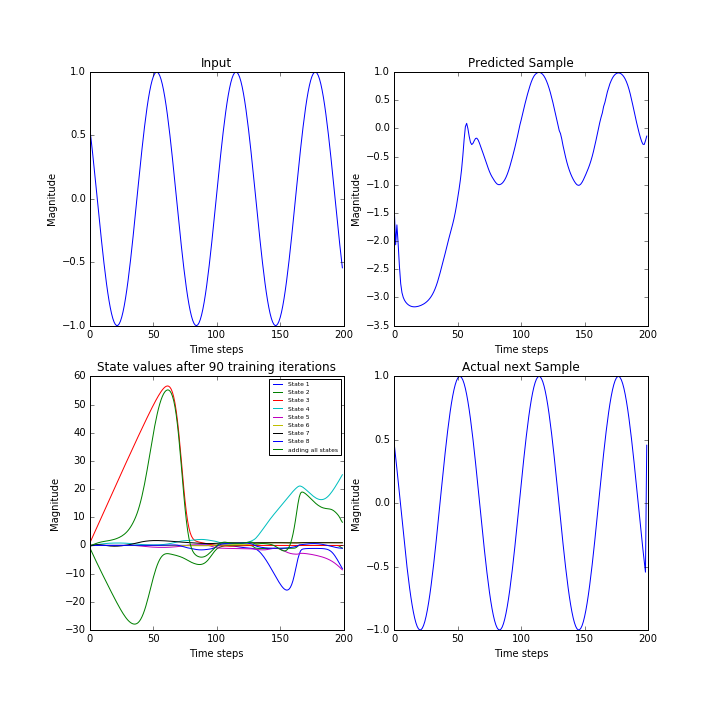 Input
1.0
0.5
0.0
−0.5
−1.0
Magnitude
0 50 100 150 200
Time steps
Predicted Sample
1.0
0.5
0.0
−0.5
−1.0
−1.5
−2.0
−2.5
−3.0
−3.5
Magnitude
0 50 100 150 200
Time steps
State values after 90 training iterations
60
50
40
30
20
10
0
−10
−20
−30
Magnitude
State 1
State 2
State 3
State 4
State 5
State 6
State 7
State 8
adding all states
0 50 100 150 200
Time steps
Actual next Sample
1.0
0.5
0.0
−0.5
−1.0
Magnitude
0 50 100 150 200
Time steps